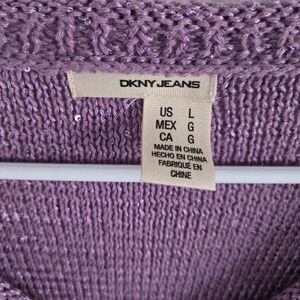 DKNY JEANS
US L
MEX G
CA G
MADE IN CHINA
HECHO EN CHINA
FABRIQUÉ EN
CHINE